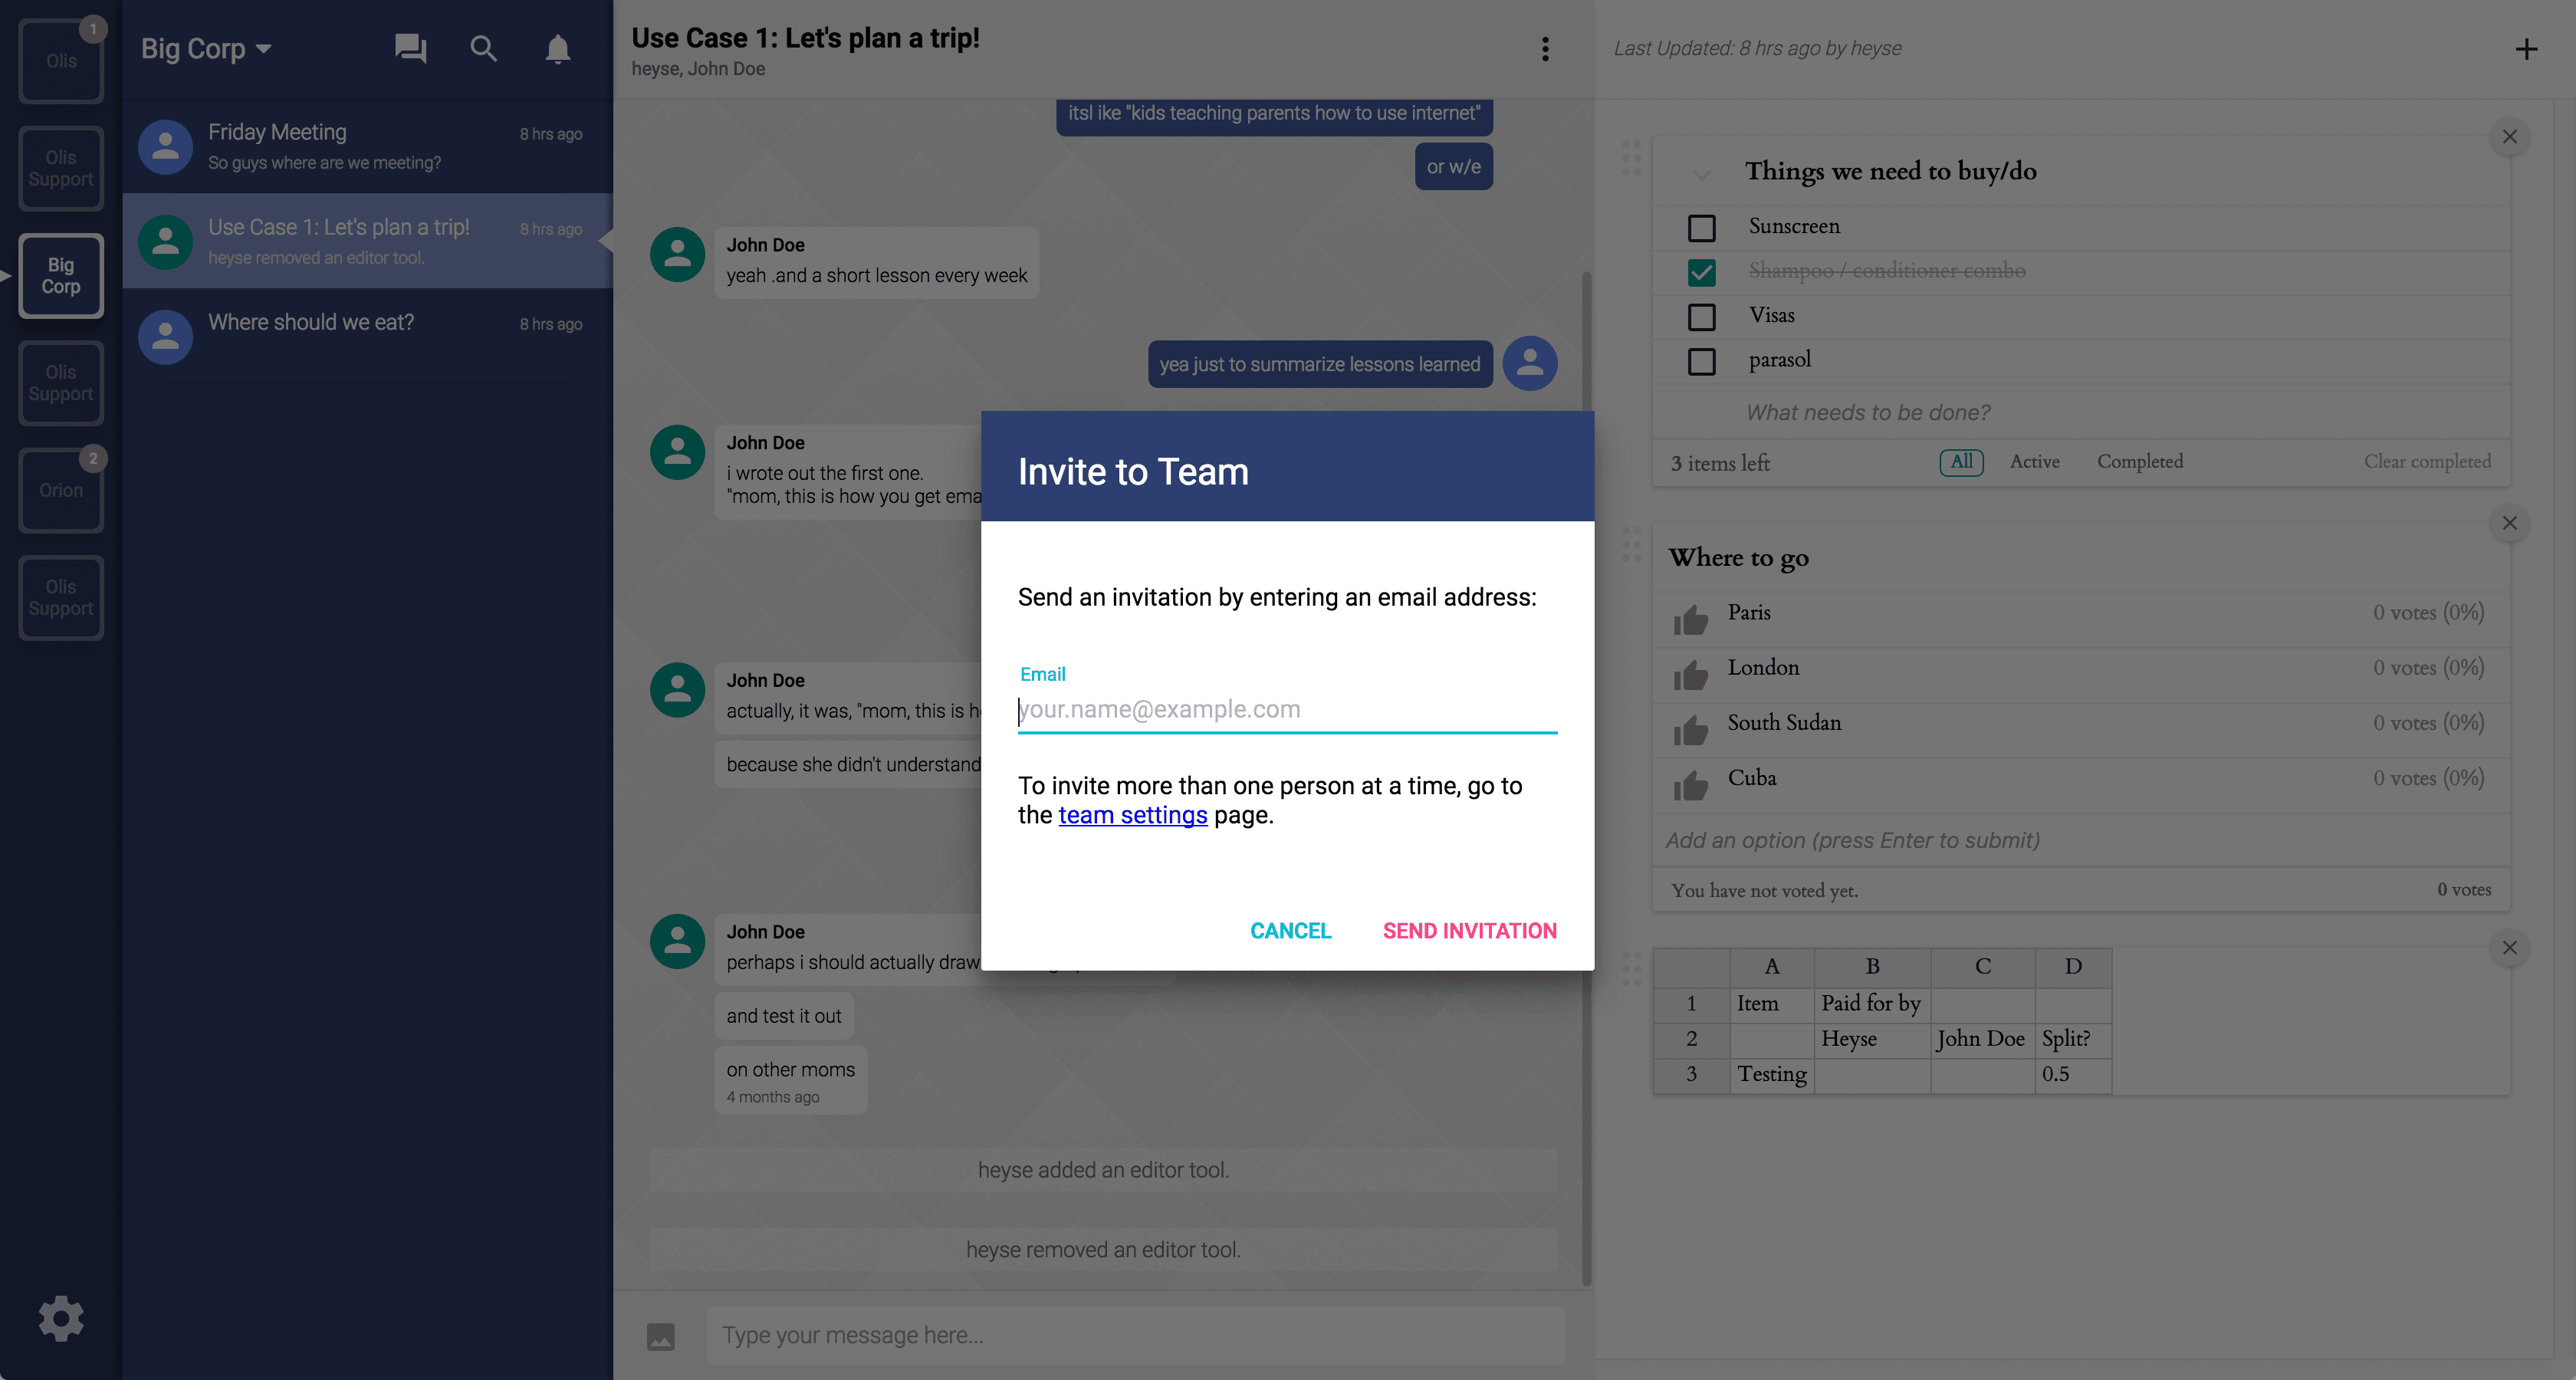 1
Olis
Olis
Support
Big
Corp
Olis
Support
2
Orion
Olis
Support
Big Corp
Friday Meeting
8 hrs ago
So guys where are we meeting?
Use Case 1: Let's plan a trip!
8 hrs ago
heyse removed an editor tool.
Where should we eat?
8 hrs ago
Use Case 1: Let's plan a trip!
heyse, John Doe
itsl ike "kids teaching parents how to use internet"
or w/e
John Doe
yeah .and a short lesson every week
yea just to summarize lessons learned
John Doe
i wrote out the first one.
"mom, this is how you get ema
John Doe
actually, it was, "mom, this is h
because she didn't understand
John Doe
perhaps i should actually draw
and test it out
on other moms
4 months ago
heyse added an editor tool.
heyse removed an editor tool.
Type your message here...
Invite to Team
Send an invitation by entering an email address:
Email
your.name@example.com
To invite more than one person at a time, go to
the team settings page.
CANCEL SEND INVITATION
Last Updated: 8 hrs ago by heyse
Things we need to buy/do
Sunscreen
Shampoo / conditioner combo
Visas
parasol
What needs to be done?
3 items left All Active Completed Clear completed
Where to go
Paris 0 votes (0%)
London 0 votes (0%)
South Sudan 0 votes (0%)
Cuba 0 votes (0%)
Add an option (press Enter to submit)
You have not voted yet. 0 votes
A B C D
1 Item Paid for by
2 Heyse John Doe Split?
3 Testing 0.5